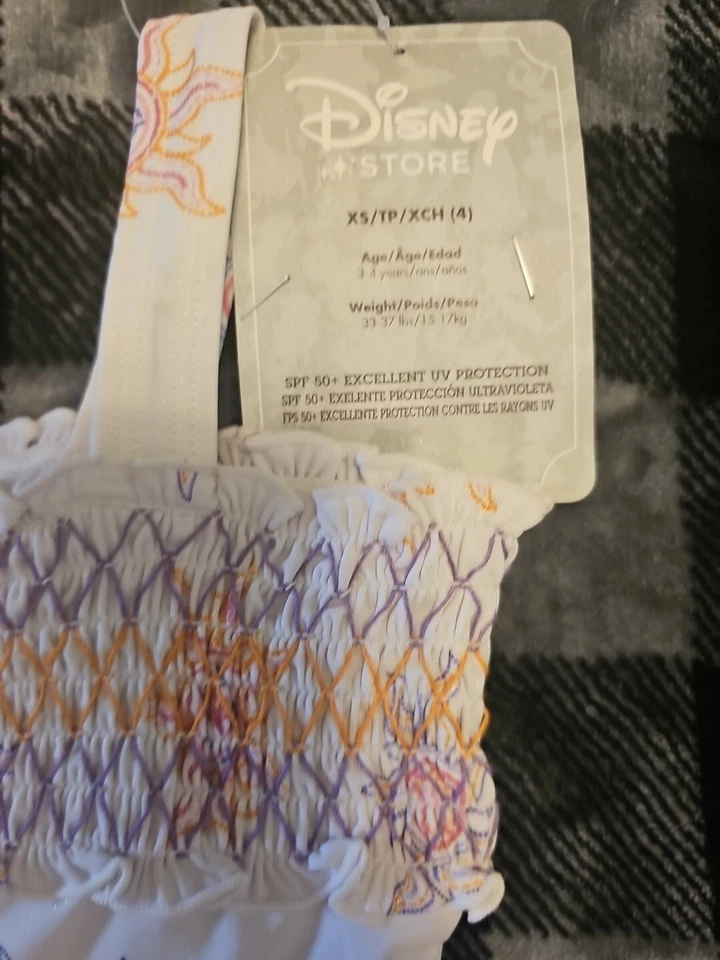 Disney
STORE
XS/TP/XCH (4)
Age/Âge/Edad
3-4 years/ans/años
Weight/Poids/Peso
33-37 lbs/15-17kg
SPF 50+ EXCELLENT UV PROTECTION
SPF 50+ EXELENTE PROTECCIÓN ULTRAVIOLETA
FPS 50+ EXCELLENTE PROTECTION CONTRE LES RAYONS UV